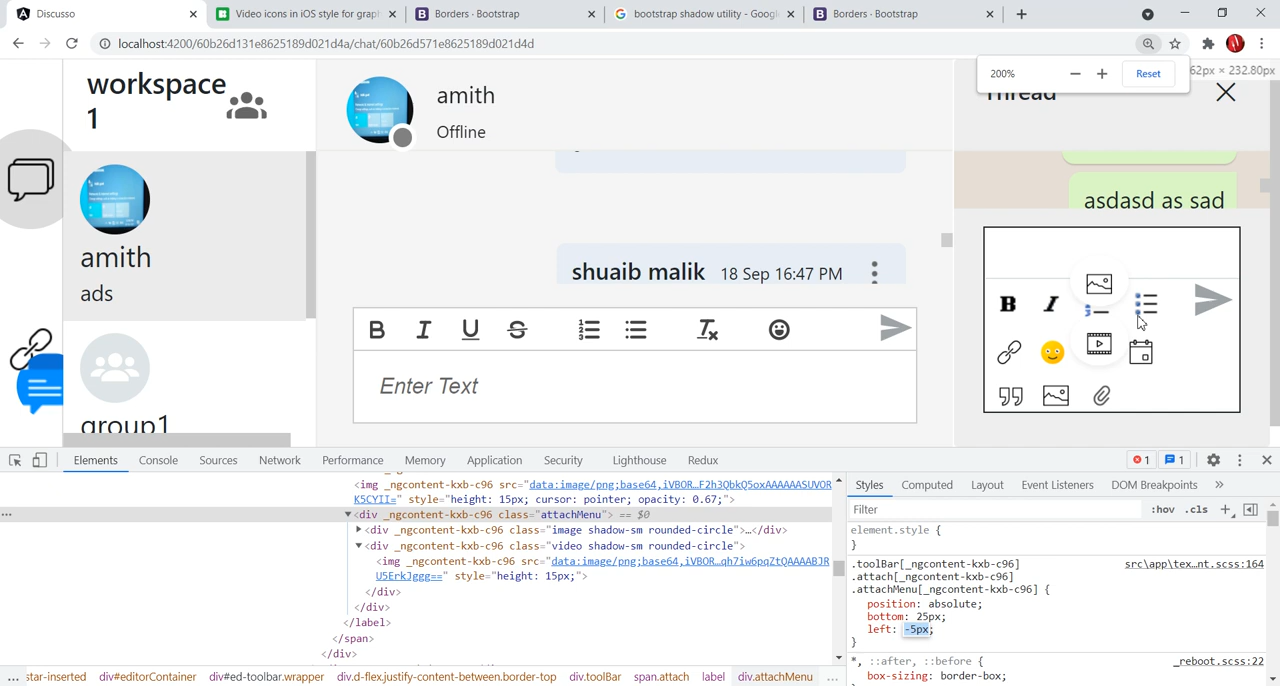 Discusso
Video icons in iOS style for grap
Borders · Bootstrap
bootstrap shadow utility - Google
Borders · Bootstrap
localhost:4200/60b26d131e8625189d021d4a/chat/60b26d571e8625189d021d4d
200%
Reset
62px × 232.80px
workspace
1
amith
Offline
Thread
amith
ads
group1
asdasd as sad
shuaib malik 18 Sep 16:47 PM
B I U S
Enter Text
B I
Elements Console Sources Network Performance Memory Application Security Lighthouse Redux
1 1
<img _ngcontent-kxb-c96 src="data:image/png;base64,iVBOR…F2h3QbkQ5oxAAAAAASUVOR
K5CYII=" style="height: 15px; cursor: pointer; opacity: 0.67;">
<div _ngcontent-kxb-c96 class="attachMenu"> == $0
<div _ngcontent-kxb-c96 class="image shadow-sm rounded-circle">…</div>
<div _ngcontent-kxb-c96 class="video shadow-sm rounded-circle">
<img _ngcontent-kxb-c96 src="data:image/png;base64,iVBOR…qh7iw6pqZtQAAAABJR
U5ErkJggg==" style="height: 15px;">
</div>
</div>
</label>
</span>
</div>
… star-inserted div#editorContainer div#ed-toolbar.wrapper div.d-flex.justify-content-between.border-top div.toolBar span.attach label div.attachMenu …
Styles Computed Layout Event Listeners DOM Breakpoints »
Filter
:hov .cls
element.style {
}
.toolBar[_ngcontent-kxb-c96] src\app\tex…nt.scss:164
.attach[_ngcontent-kxb-c96]
.attachMenu[_ngcontent-kxb-c96] {
position: absolute;
bottom: 25px;
left: -5px;
}
*, ::after, ::before { _reboot.scss:22
box-sizing: border-box;